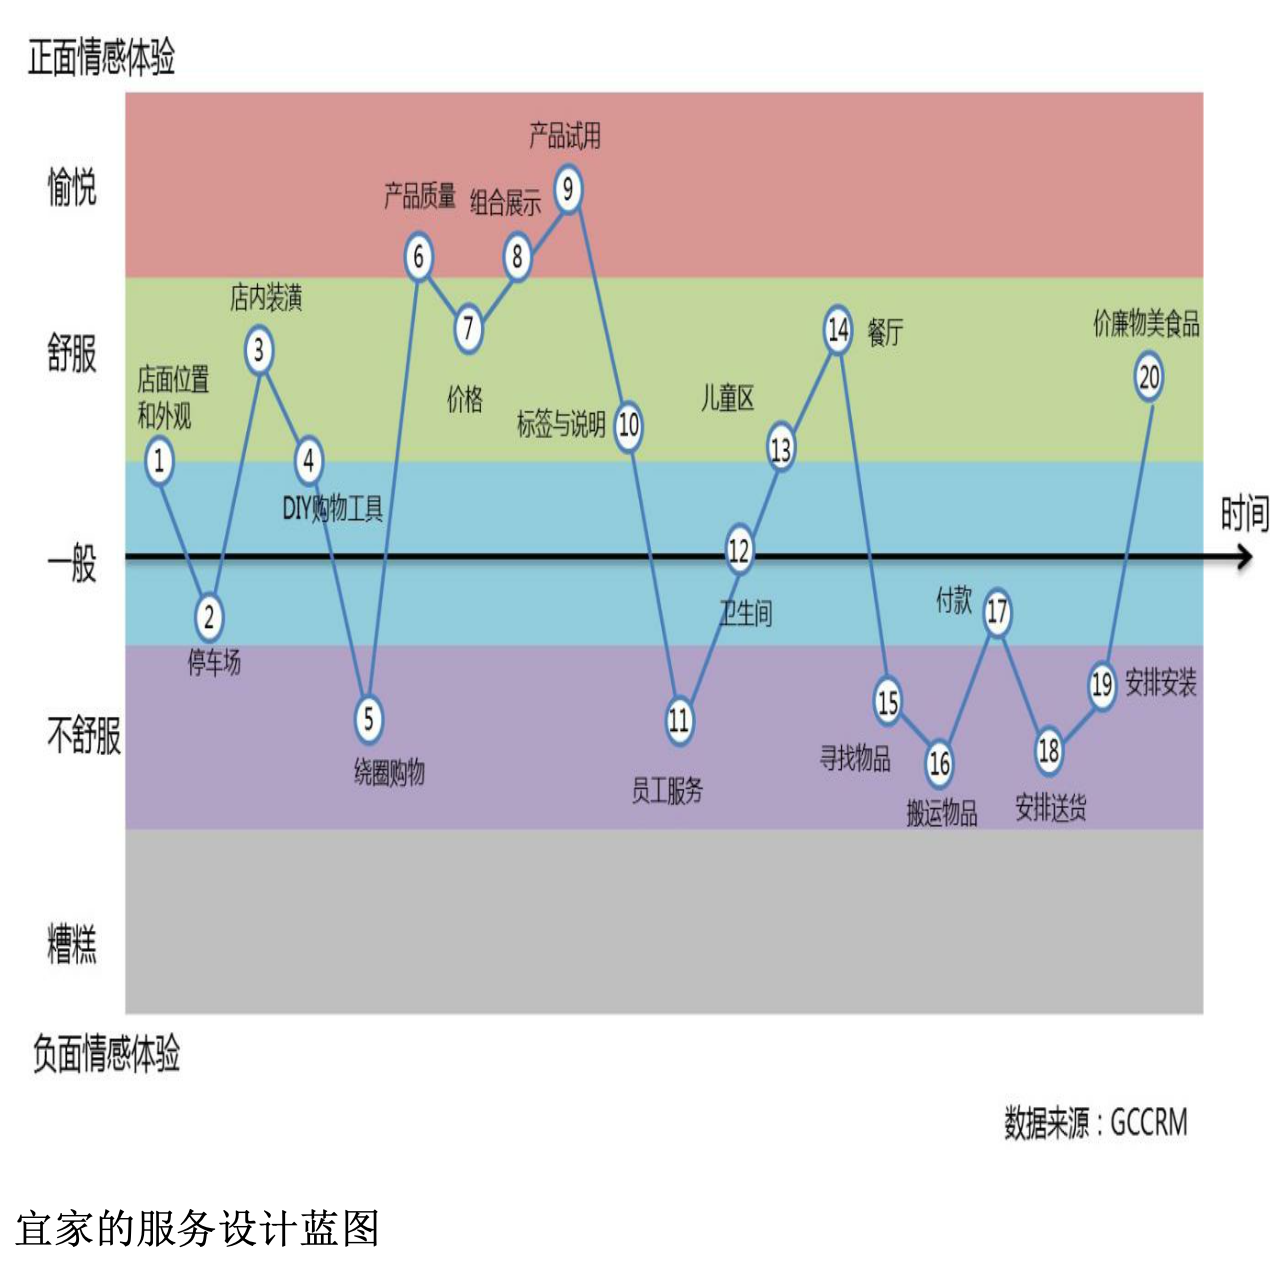 正面情感体验
愉悦
舒服
一般
不舒服
糟糕
负面情感体验
时间
店面位置
和外观
1
2
停车场
店内装潢
3
4
DIY购物工具
5
绕圈购物
产品质量
6
7
价格
组合展示
8
产品试用
9
标签与说明
10
11
员工服务
12
卫生间
儿童区
13
14
餐厅
15
寻找物品
16
搬运物品
付款
17
18
安排送货
19
安排安装
价廉物美食品
20
数据来源：GCCRM
宜家的服务设计蓝图